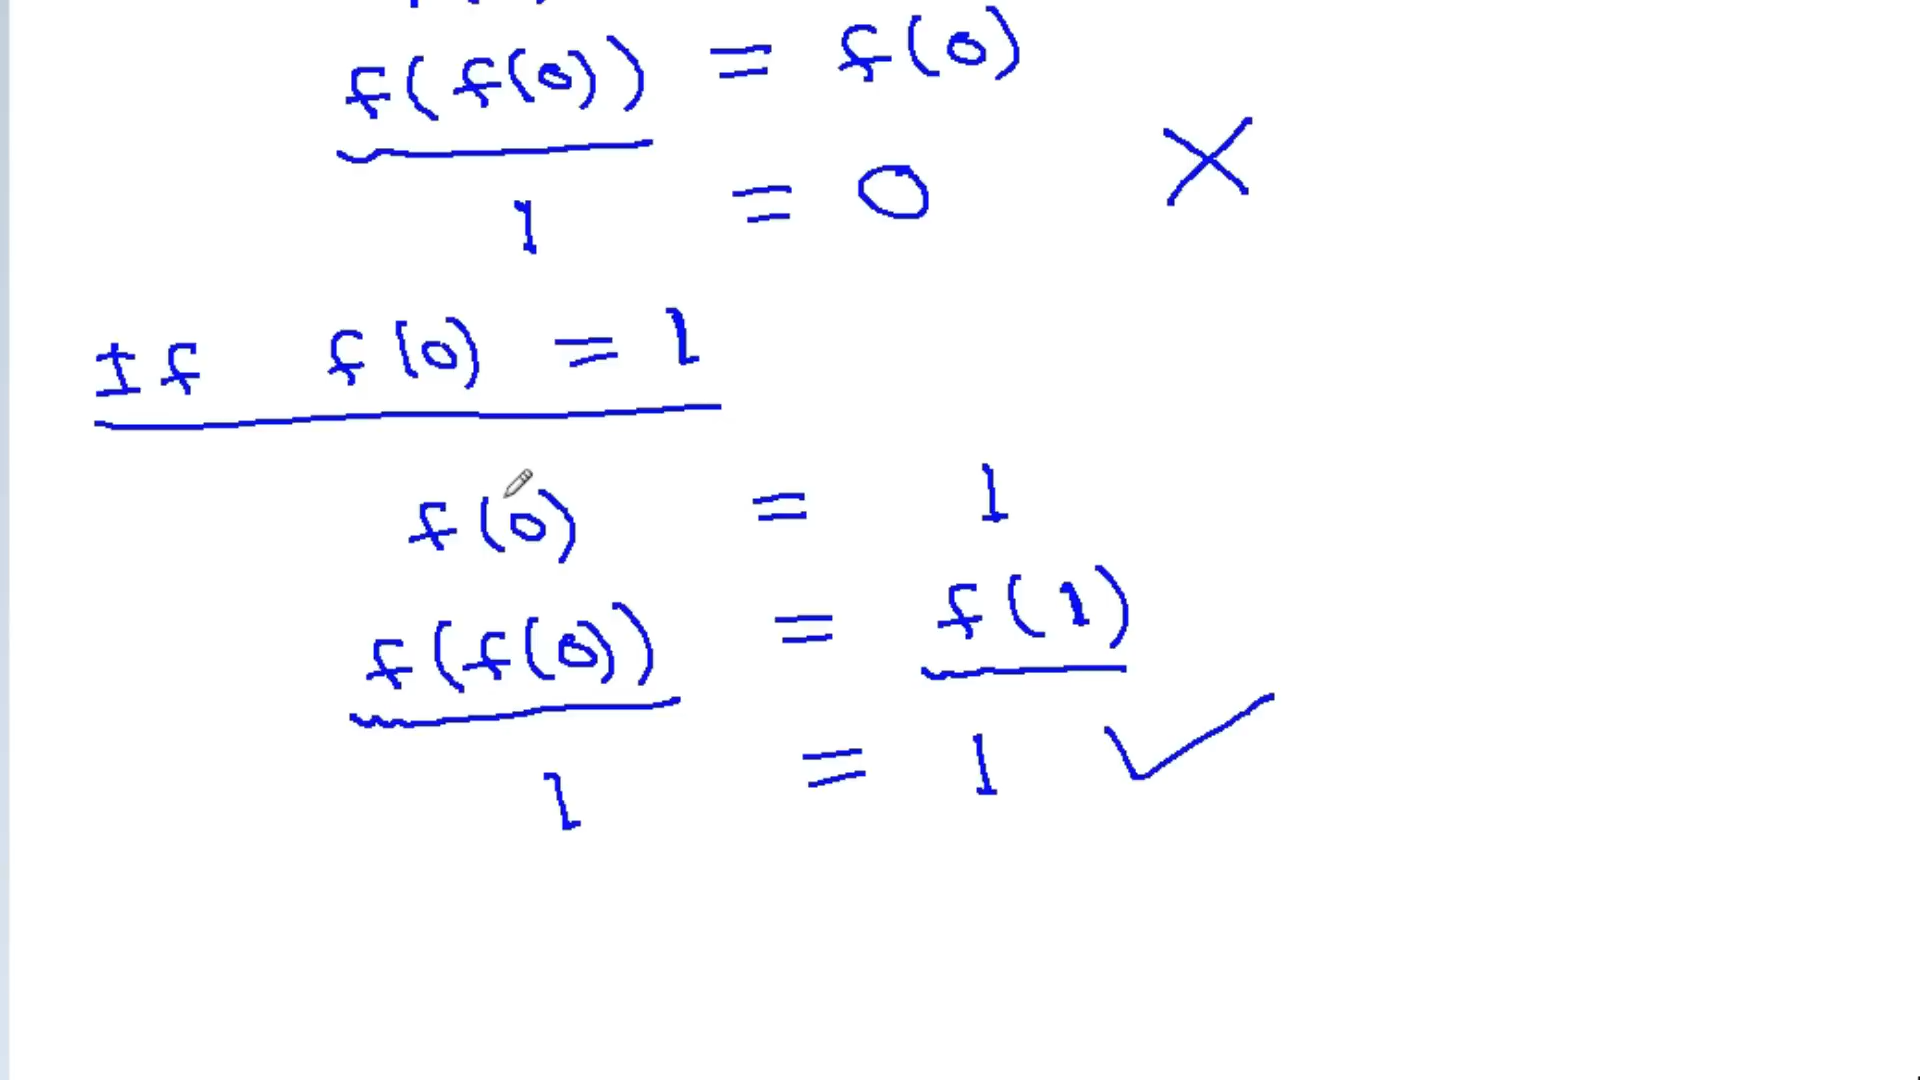 f(f(0)) = f(0)
1 = 0 X
If f(0) = 1
f(0) = 1
f(f(0)) = f(1)
1 = 1 ✓